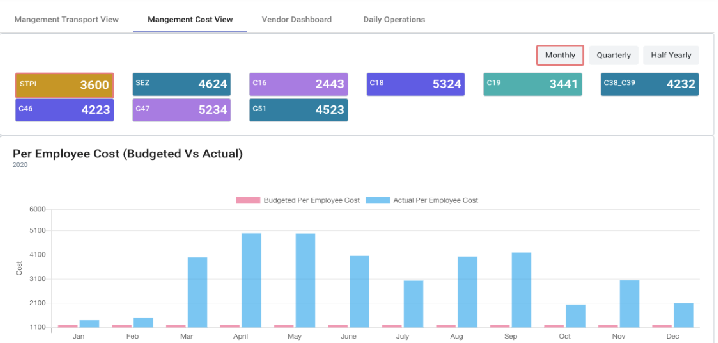 Mangement Transport View Mangement Cost View Vendor Dashboard Daily Operations
Monthly Quarterly Half Yearly
STPI 3600 SEZ 4624 C16 2443 C18 5324 C19 3441 C38_C39 4232
C46 4223 C47 5234 G51 4523
Per Employee Cost (Budgeted Vs Actual)
2020
Budgeted Per Employee Cost Actual Per Employee Cost
6000
5100
4100
3100
2100
1100
Cost
Jan Feb Mar April May June July Aug Sep Oct Nov Dec